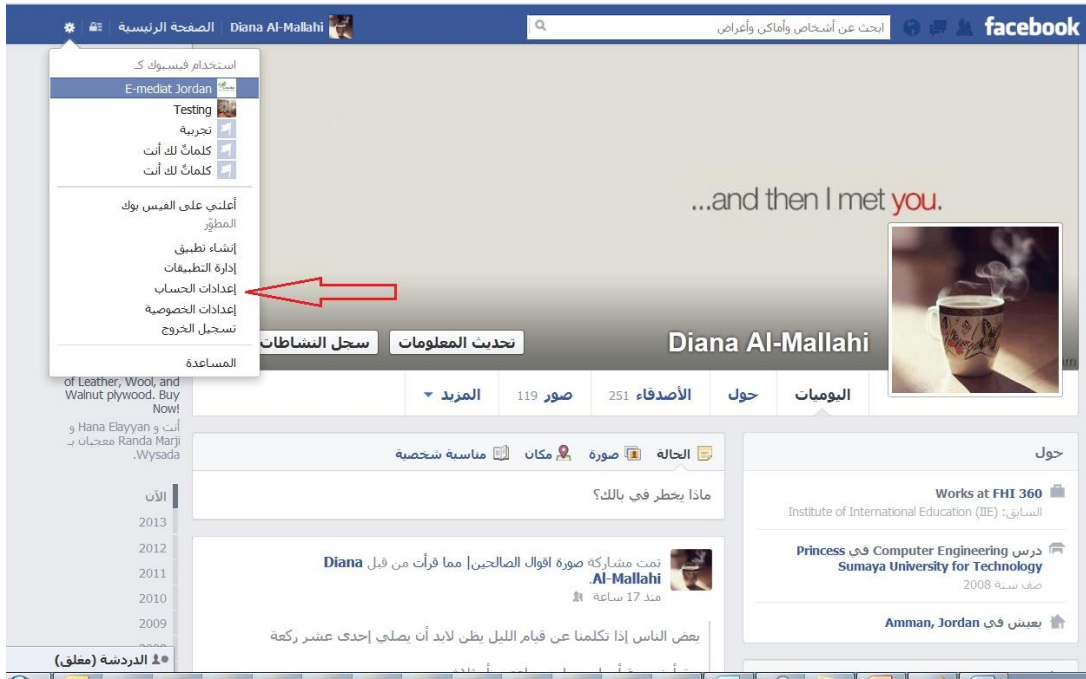 facebook
ابحث عن أشخاص وأماكن وأغراض
Diana Al-Mallahi
الصفحة الرئيسية
استخدام فيسبوك كـ
E-mediat Jordan
Testing
تجربية
كلماتٌ لك أنت
كلماتٌ لك أنت
أعلني على الفيس بوك
المطوّر
إنشاء تطبيق
إدارة التطبيقات
إعدادات الحساب
إعدادات الخصوصية
تسجيل الخروج
المساعدة
...and then I met you.
Diana Al-Mallahi
تحديث المعلومات
سجل النشاطات
اليوميات
حول
الأصدقاء 251
صور 119
المزيد
حول
Works at FHI 360
السابق: Institute of International Education (IIE)
درس Computer Engineering في Princess
Sumaya University for Technology
صف سنة 2008
يعيش في Amman, Jordan
الحالة
صورة
مكان
مناسبة شخصية
ماذا يخطر في بالك؟
تمت مشاركة صورة اقوال الصالحين| مما قرأت من قبل Diana
Al-Mallahi.
منذ 17 ساعة
بعض الناس إذا تكلمنا عن قيام الليل يظن لابد أن يصلي إحدى عشر ركعة
of Leather, Wool, and
Walnut plywood. Buy
Now!
أنت و Hana Elayyan و
Randa Marji معجبان بـ
Wysada.
الآن
2013
2012
2011
2010
2009
الدردشة (مغلق)